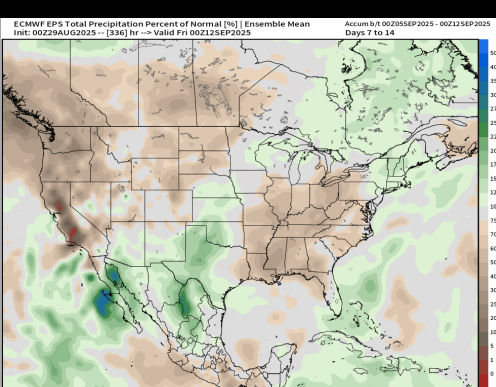 ECMWF EPS Total Precipitation Percent of Normal [%] | Ensemble Mean
Init: 00Z29AUG2025 -- [336] hr --> Valid Fri 00Z12SEP2025
Accum b/t 00Z05SEP2025 - 00Z12SEP2025
Days 7 to 14